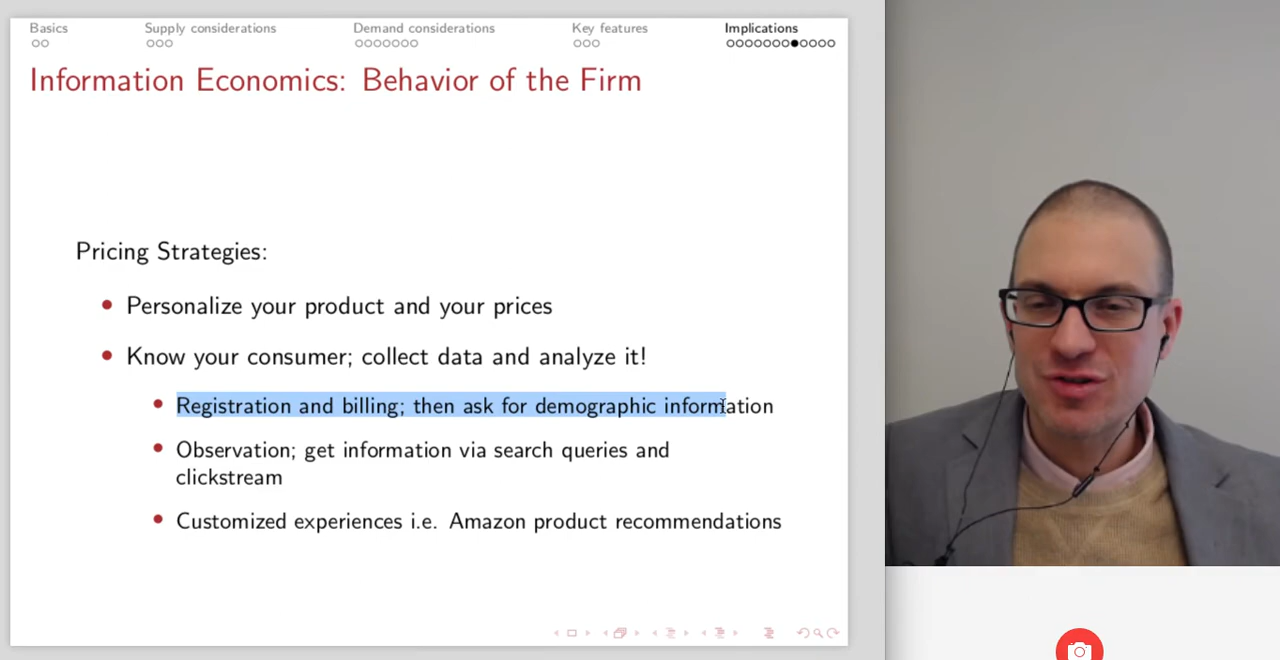 Basics Supply considerations Demand considerations Key features Implications
Information Economics: Behavior of the Firm
Pricing Strategies:
Personalize your product and your prices
Know your consumer; collect data and analyze it!
Registration and billing; then ask for demographic information
Observation; get information via search queries and
clickstream
Customized experiences i.e. Amazon product recommendations